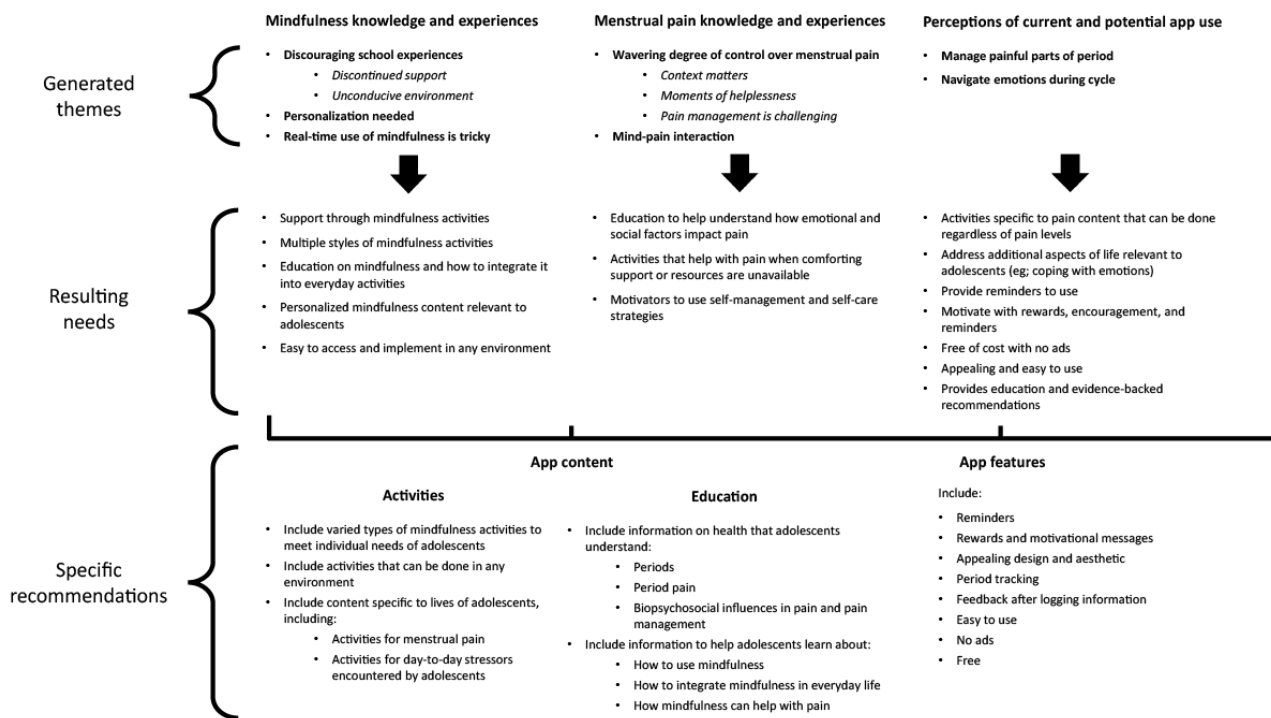 Mindfulness knowledge and experiences
Menstrual pain knowledge and experiences
Perceptions of current and potential app use
Generated
themes
• Discouraging school experiences
• Discontinued support
• Unconducive environment
• Personalization needed
• Real-time use of mindfulness is tricky
• Wavering degree of control over menstrual pain
• Context matters
• Moments of helplessness
• Pain management is challenging
• Mind-pain interaction
• Manage painful parts of period
• Navigate emotions during cycle
Resulting
needs
• Support through mindfulness activities
• Multiple styles of mindfulness activities
• Education on mindfulness and how to integrate it
into everyday activities
• Personalized mindfulness content relevant to
adolescents
• Easy to access and implement in any environment
• Education to help understand how emotional and
social factors impact pain
• Activities that help with pain when comforting
support or resources are unavailable
• Motivators to use self-management and self-care
strategies
• Activities specific to pain content that can be done
regardless of pain levels
• Address additional aspects of life relevant to
adolescents (eg; coping with emotions)
• Provide reminders to use
• Motivate with rewards, encouragement, and
reminders
• Free of cost with no ads
• Appealing and easy to use
• Provides education and evidence-backed
recommendations
Specific
recommendations
App content
Activities
• Include varied types of mindfulness activities to
meet individual needs of adolescents
• Include activities that can be done in any
environment
• Include content specific to lives of adolescents,
including:
• Activities for menstrual pain
• Activities for day-to-day stressors
encountered by adolescents
Education
• Include information on health that adolescents
understand:
• Periods
• Period pain
• Biopsychosocial influences in pain and pain
management
• Include information to help adolescents learn about:
• How to use mindfulness
• How to integrate mindfulness in everyday life
• How mindfulness can help with pain
App features
Include:
• Reminders
• Rewards and motivational messages
• Appealing design and aesthetic
• Period tracking
• Feedback after logging information
• Easy to use
• No ads
• Free